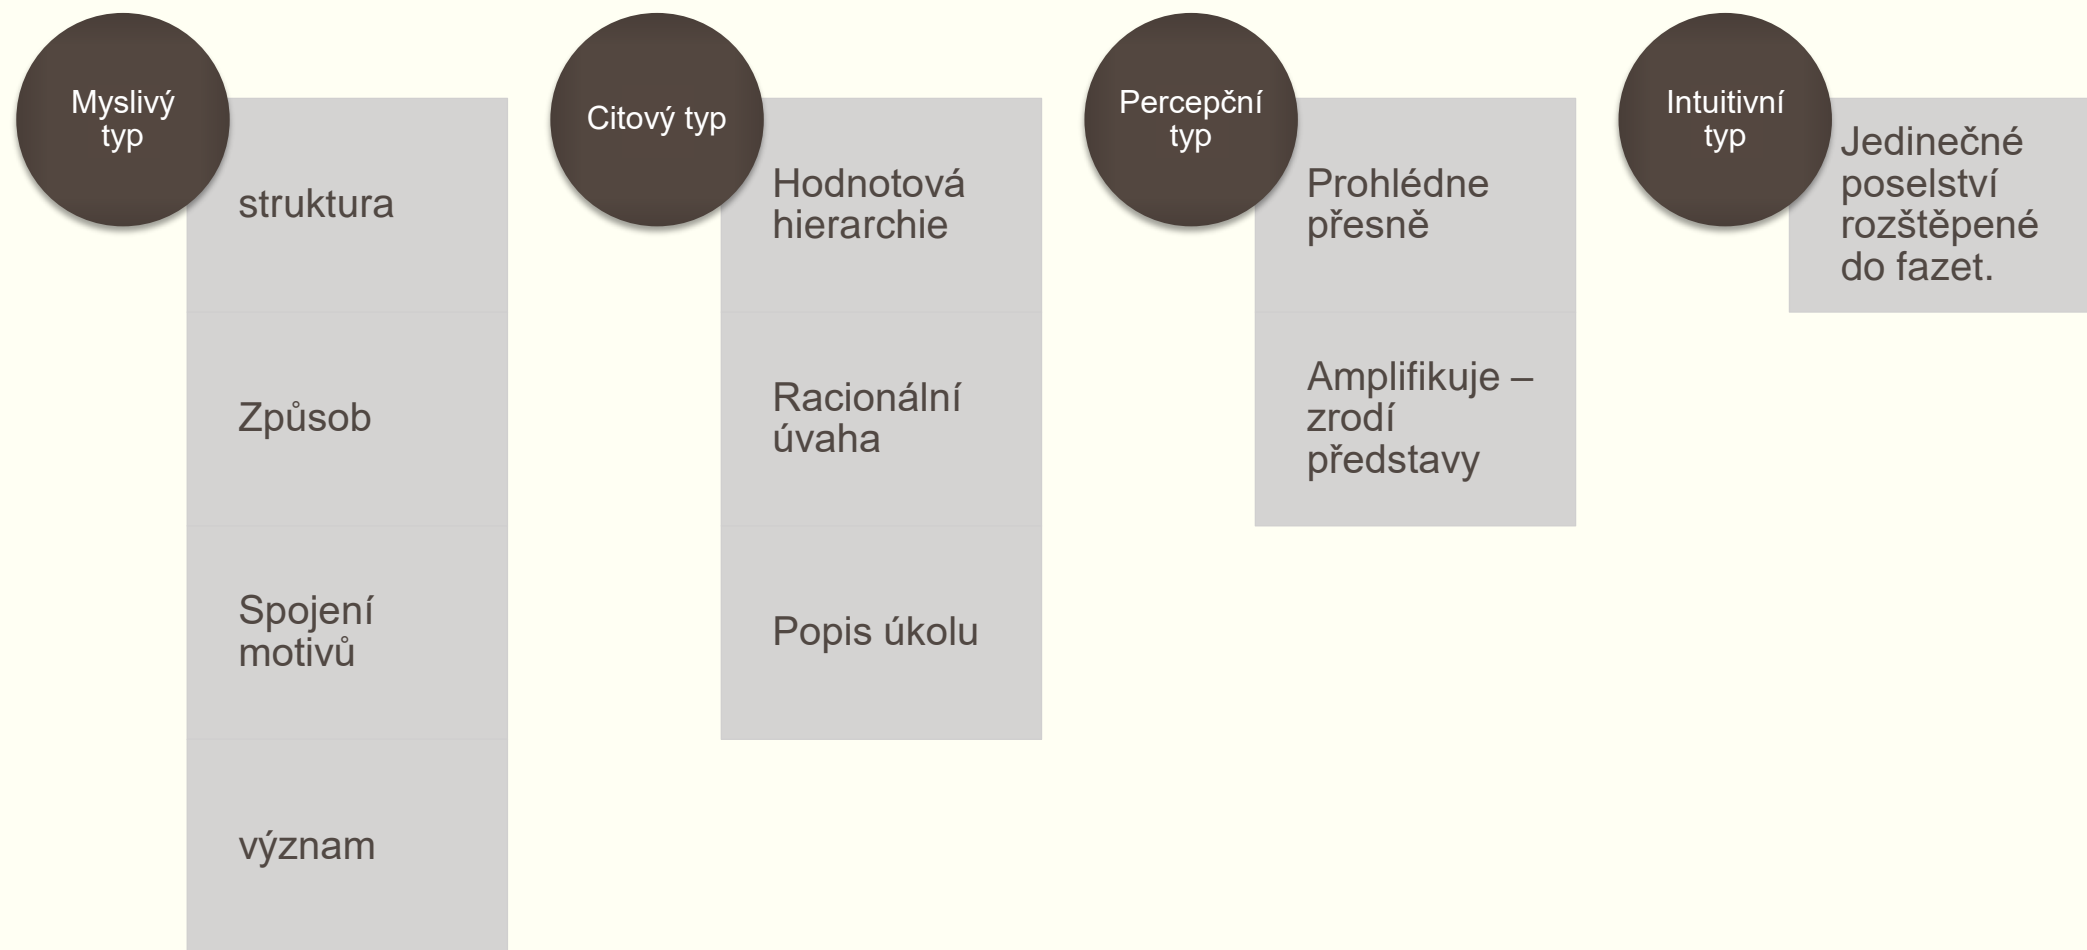 Myslivý
typ
struktura
Způsob
Spojení
motivů
význam
Citový typ
Hodnotová
hierarchie
Racionální
úvaha
Popis úkolu
Percepční
typ
Prohlédne
přesně
Amplifikuje –
zrodí
představy
Intuitivní
typ
Jedinečné
poselství
rozštěpené
do fazet.